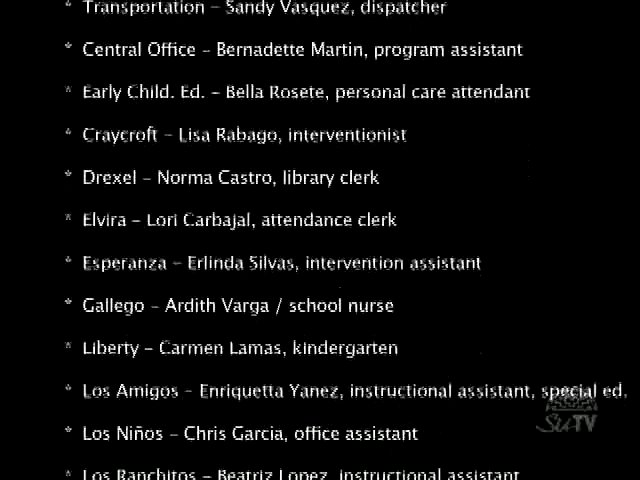 * Transportation – Sandy Vasquez, dispatcher
* Central Office – Bernadette Martin, program assistant
* Early Child. Ed. – Bella Rosete, personal care attendant
* Craycroft – Lisa Rabago, interventionist
* Drexel – Norma Castro, library clerk
* Elvira – Lori Carbajal, attendance clerk
* Esperanza – Erlinda Silvas, intervention assistant
* Gallego – Ardith Varga / school nurse
* Liberty – Carmen Lamas, kindergarten
* Los Amigos – Enriquetta Yanez, instructional assistant, special ed.
* Los Niños – Chris Garcia, office assistant
* Los Ranchitos – Beatriz Lopez, instructional assistant